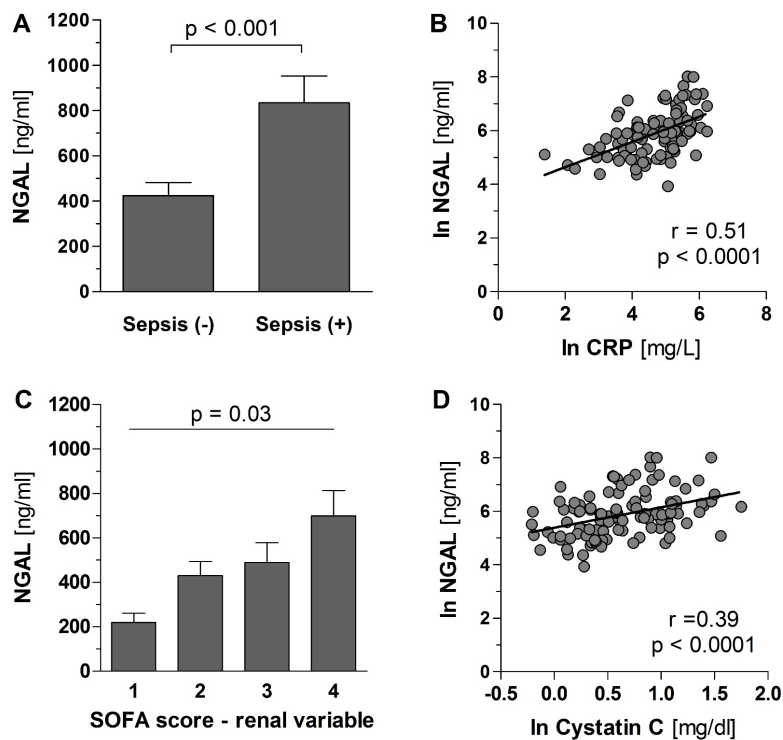 A
p < 0.001
NGAL [ng/ml]
1200
1000
800
600
400
200
0
Sepsis (-) Sepsis (+)
B
ln NGAL [ng/ml]
10
8
6
4
2
0
r = 0.51
p < 0.0001
0 2 4 6 8
ln CRP [mg/L]
C
p = 0.03
NGAL [ng/ml]
1200
1000
800
600
400
200
0
1 2 3 4
SOFA score - renal variable
D
ln NGAL [ng/ml]
10
8
6
4
2
0
r =0.39
p < 0.0001
-0.5 0.0 0.5 1.0 1.5 2.0
ln Cystatin C [mg/dl]